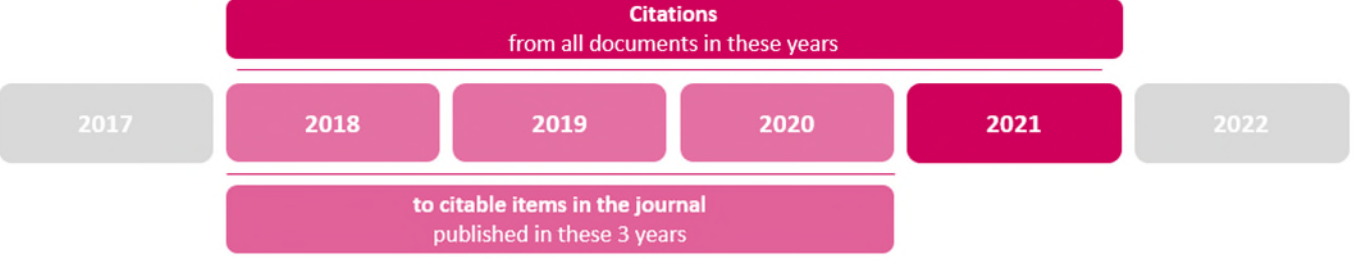 Citations
from all documents in these years
2017 2018 2019 2020 2021 2022
to citable items in the journal
published in these 3 years